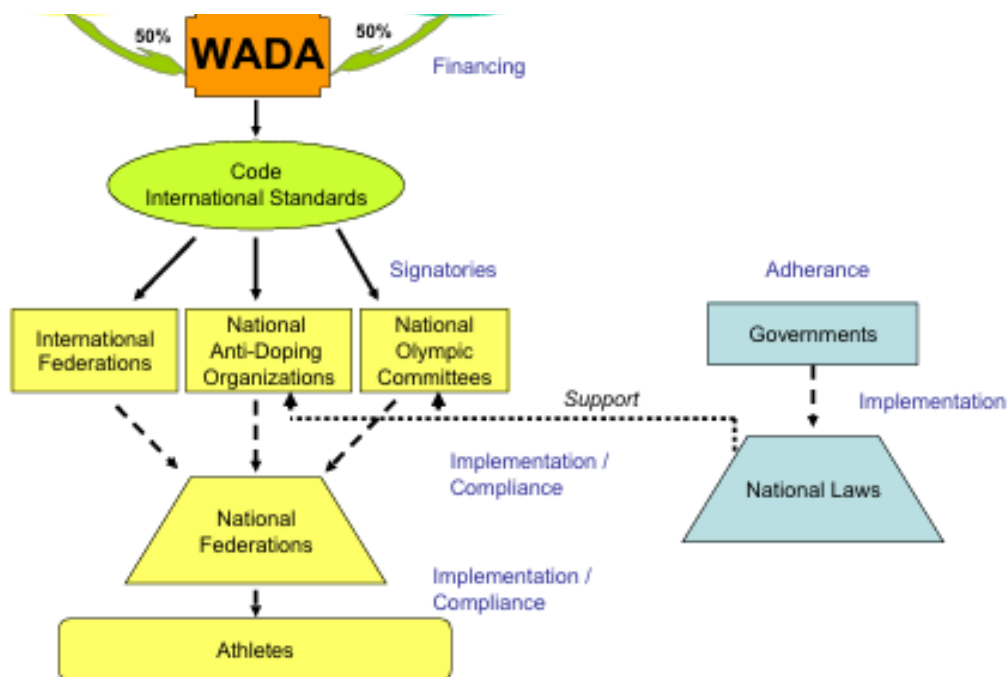 50%
WADA
50%
Financing
Code
International Standards
Signatories
Adherance
International
Federations
National
Anti-Doping
Organizations
National
Olympic
Committees
Governments
Support
Implementation
Implementation /
Compliance
National Laws
National
Federations
Implementation /
Compliance
Athletes